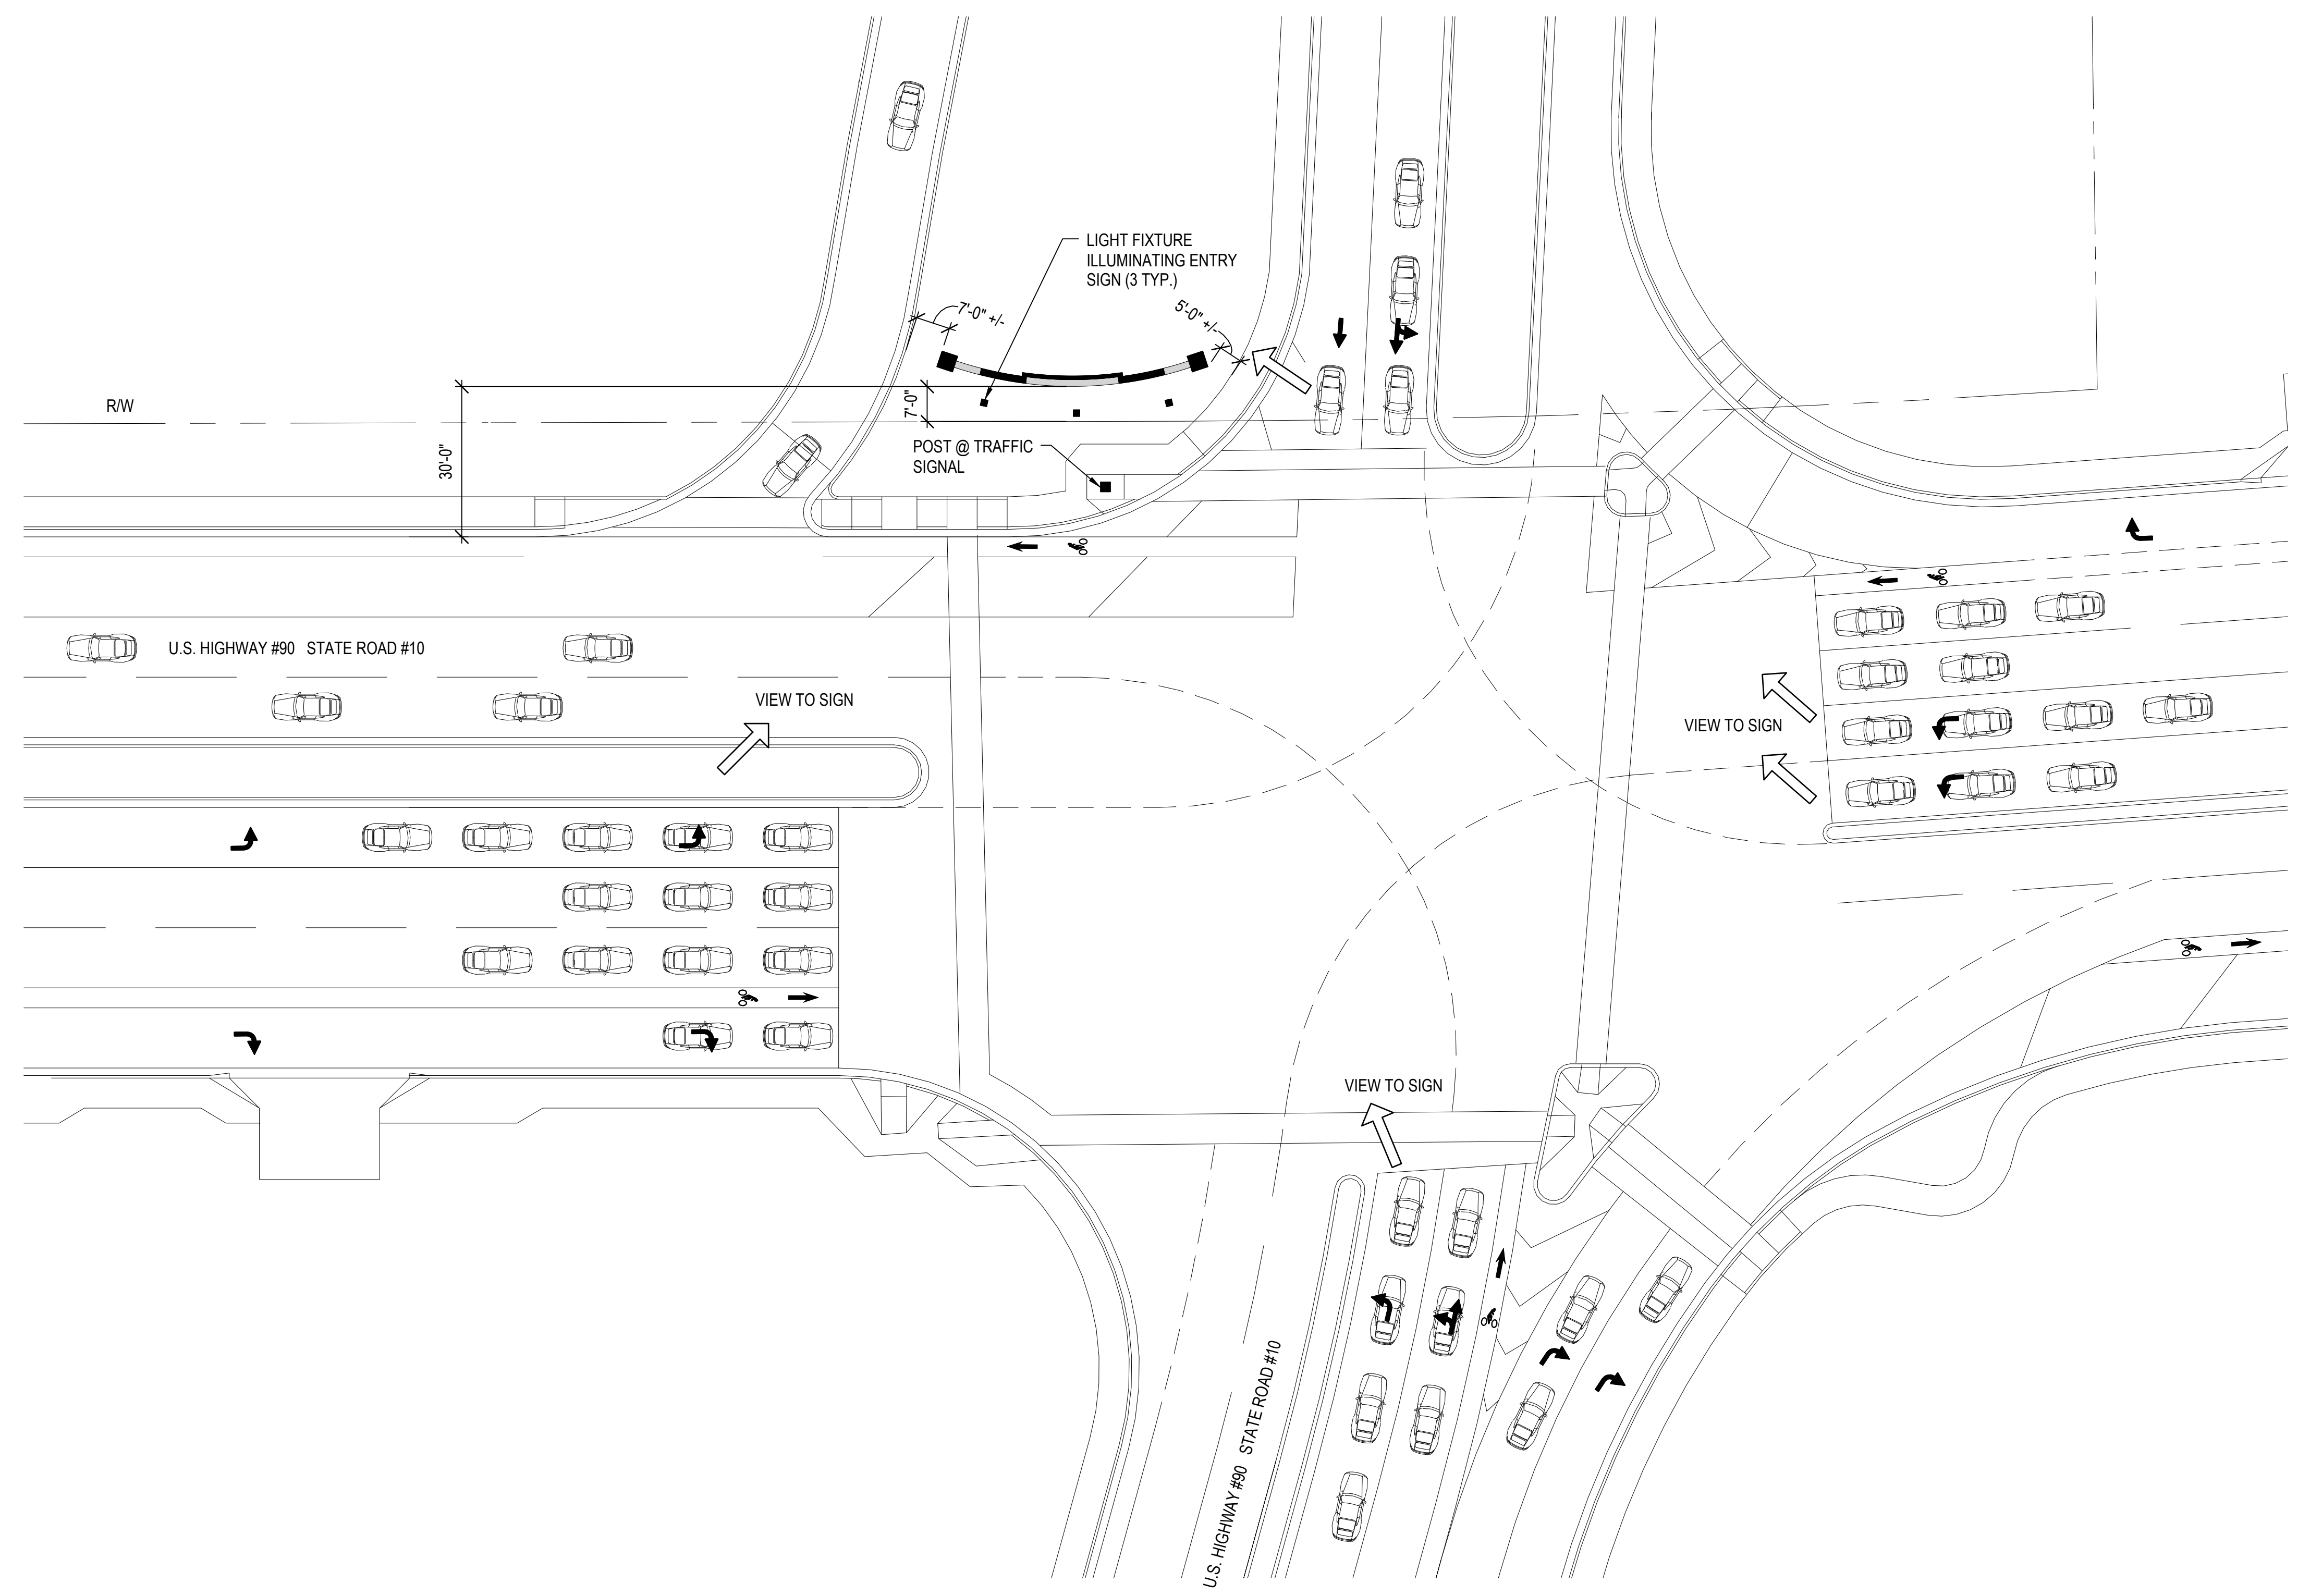 LIGHT FIXTURE
ILLUMINATING ENTRY
SIGN (3 TYP.)
7'-0" +/-
5'-0" +/-
R/W
7'-0"
30'-0"
POST @ TRAFFIC
SIGNAL
U.S. HIGHWAY #90 STATE ROAD #10
VIEW TO SIGN
VIEW TO SIGN
VIEW TO SIGN
U.S. HIGHWAY #90 STATE ROAD #10